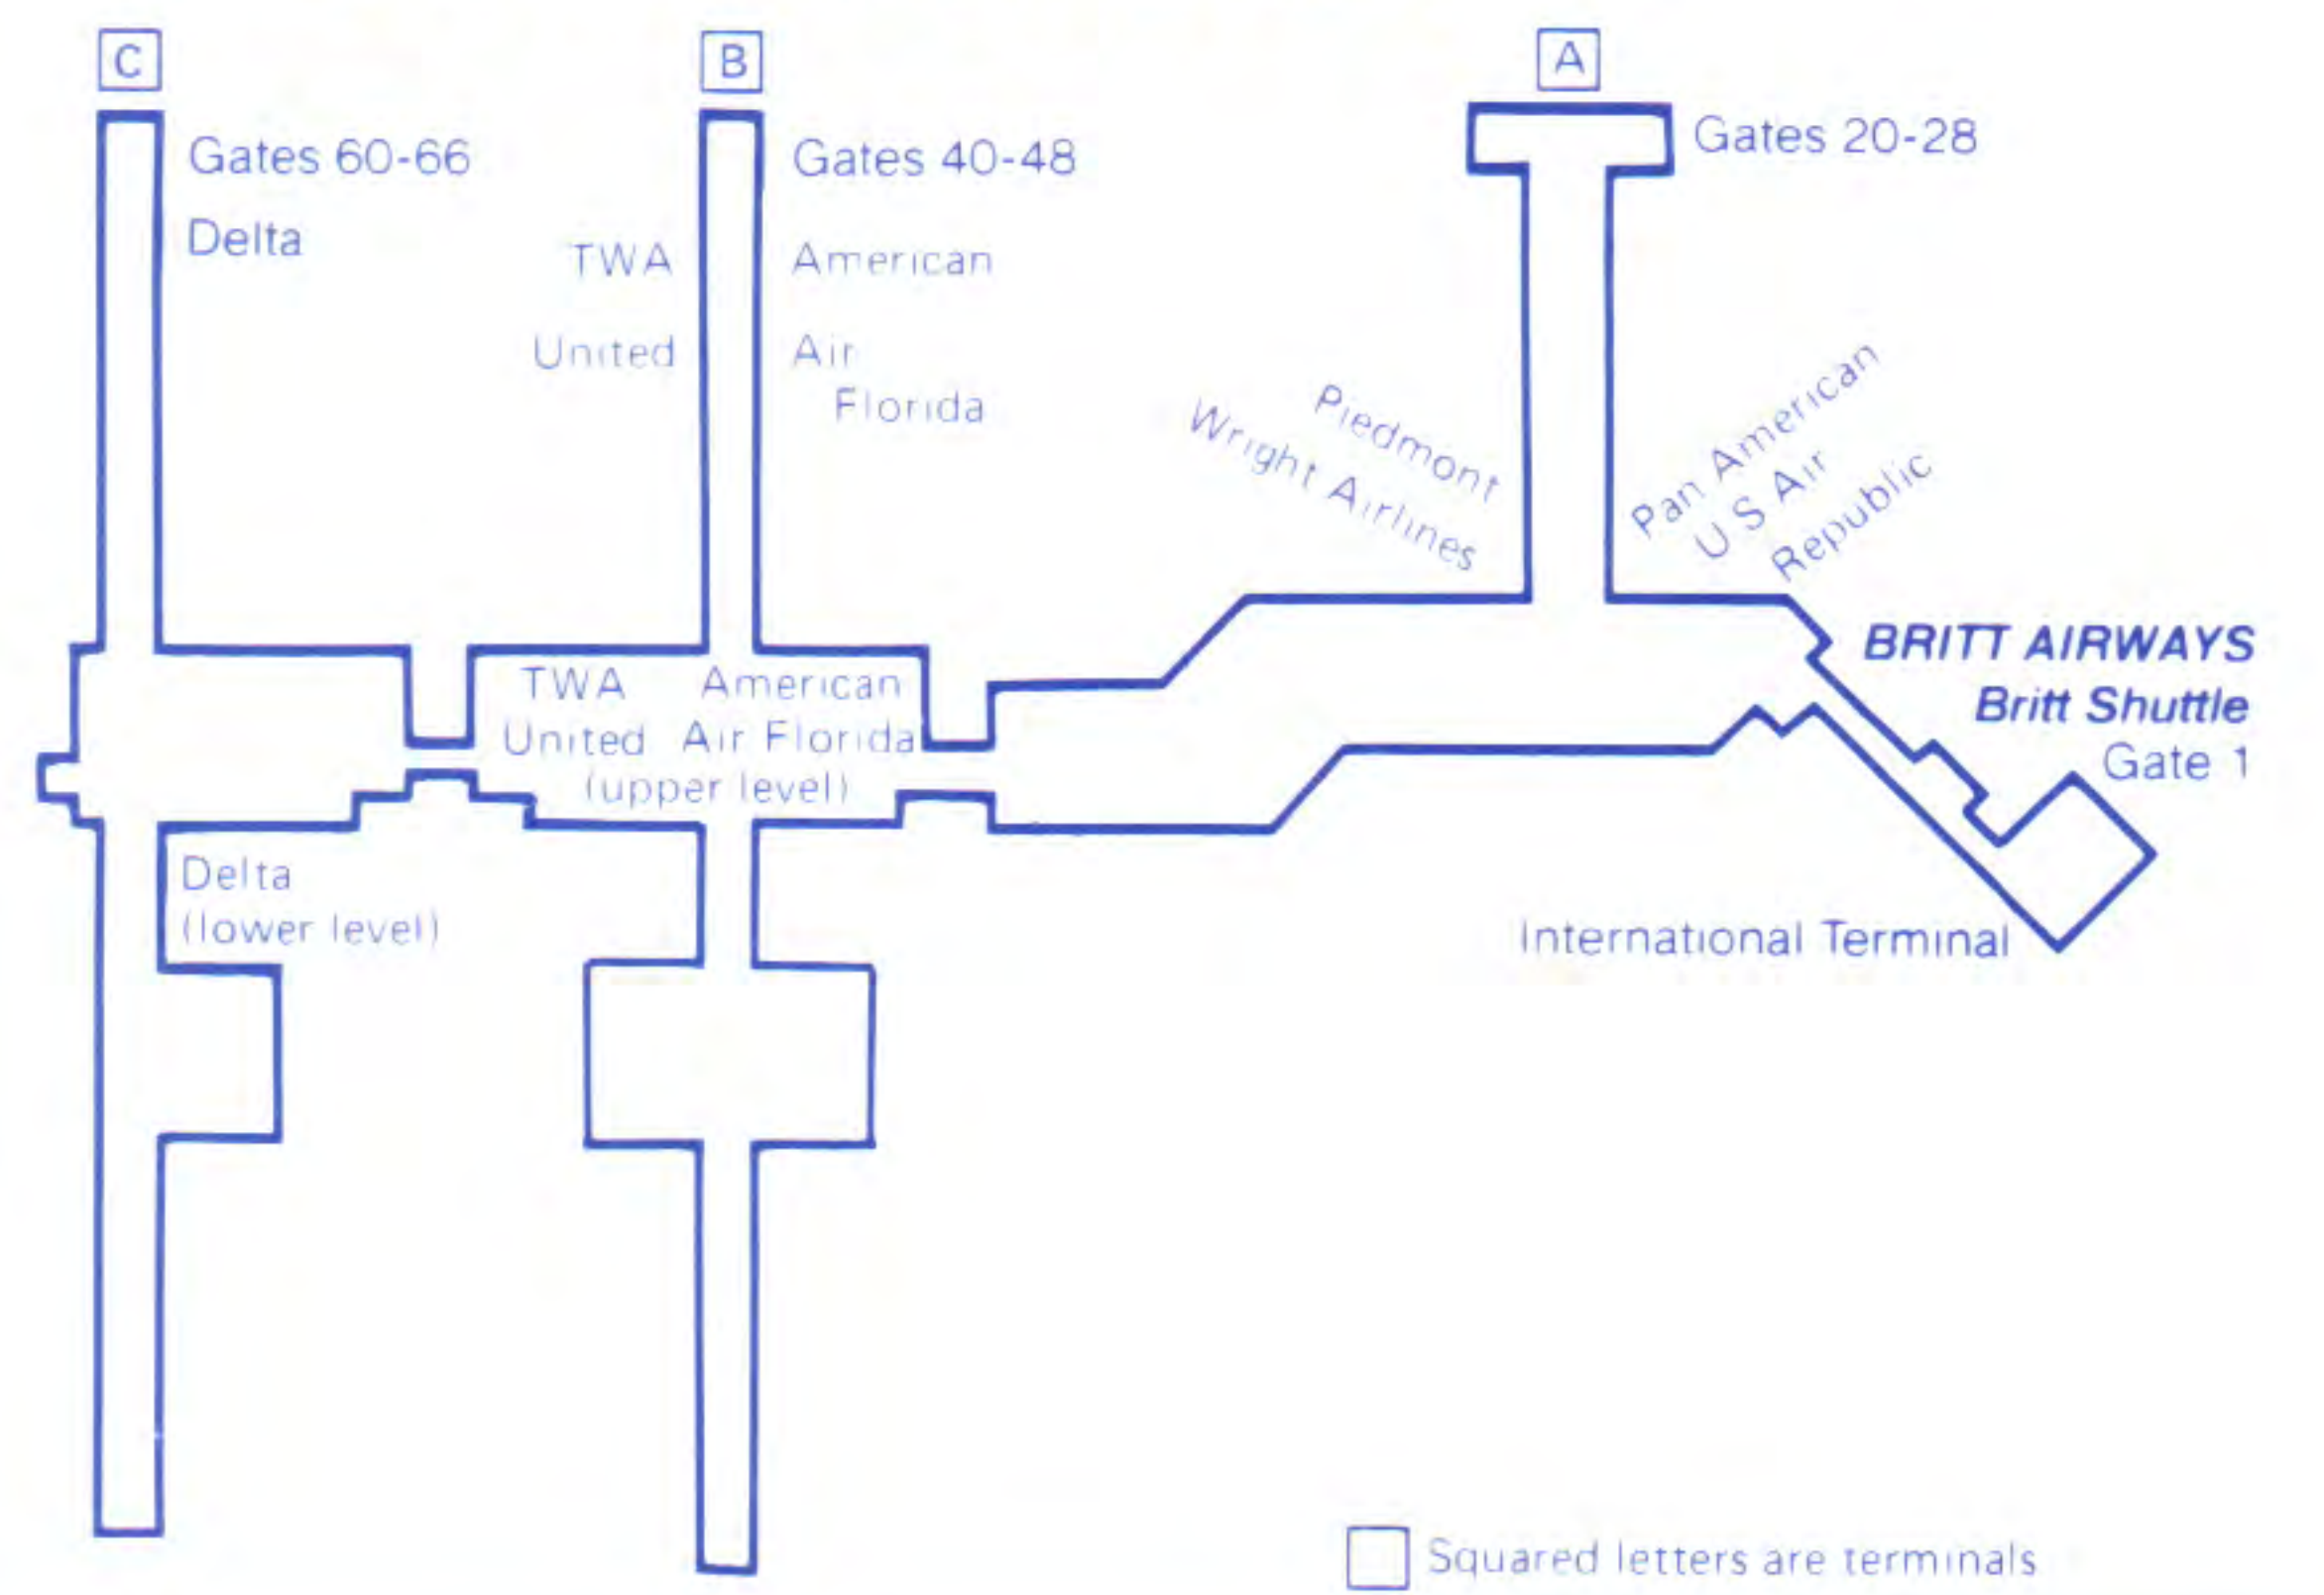 C
B
A
Gates 60-66
Delta
Gates 40-48
TWA
American
United
Air
Florida
Gates 20-28
Piedmont
Wright Airlines
Pan American
U S Air
Republic
BRITT AIRWAYS
Britt Shuttle
Gate 1
TWA American
United Air Florida
(upper level)
Delta
(lower level)
International Terminal
Squared letters are terminals